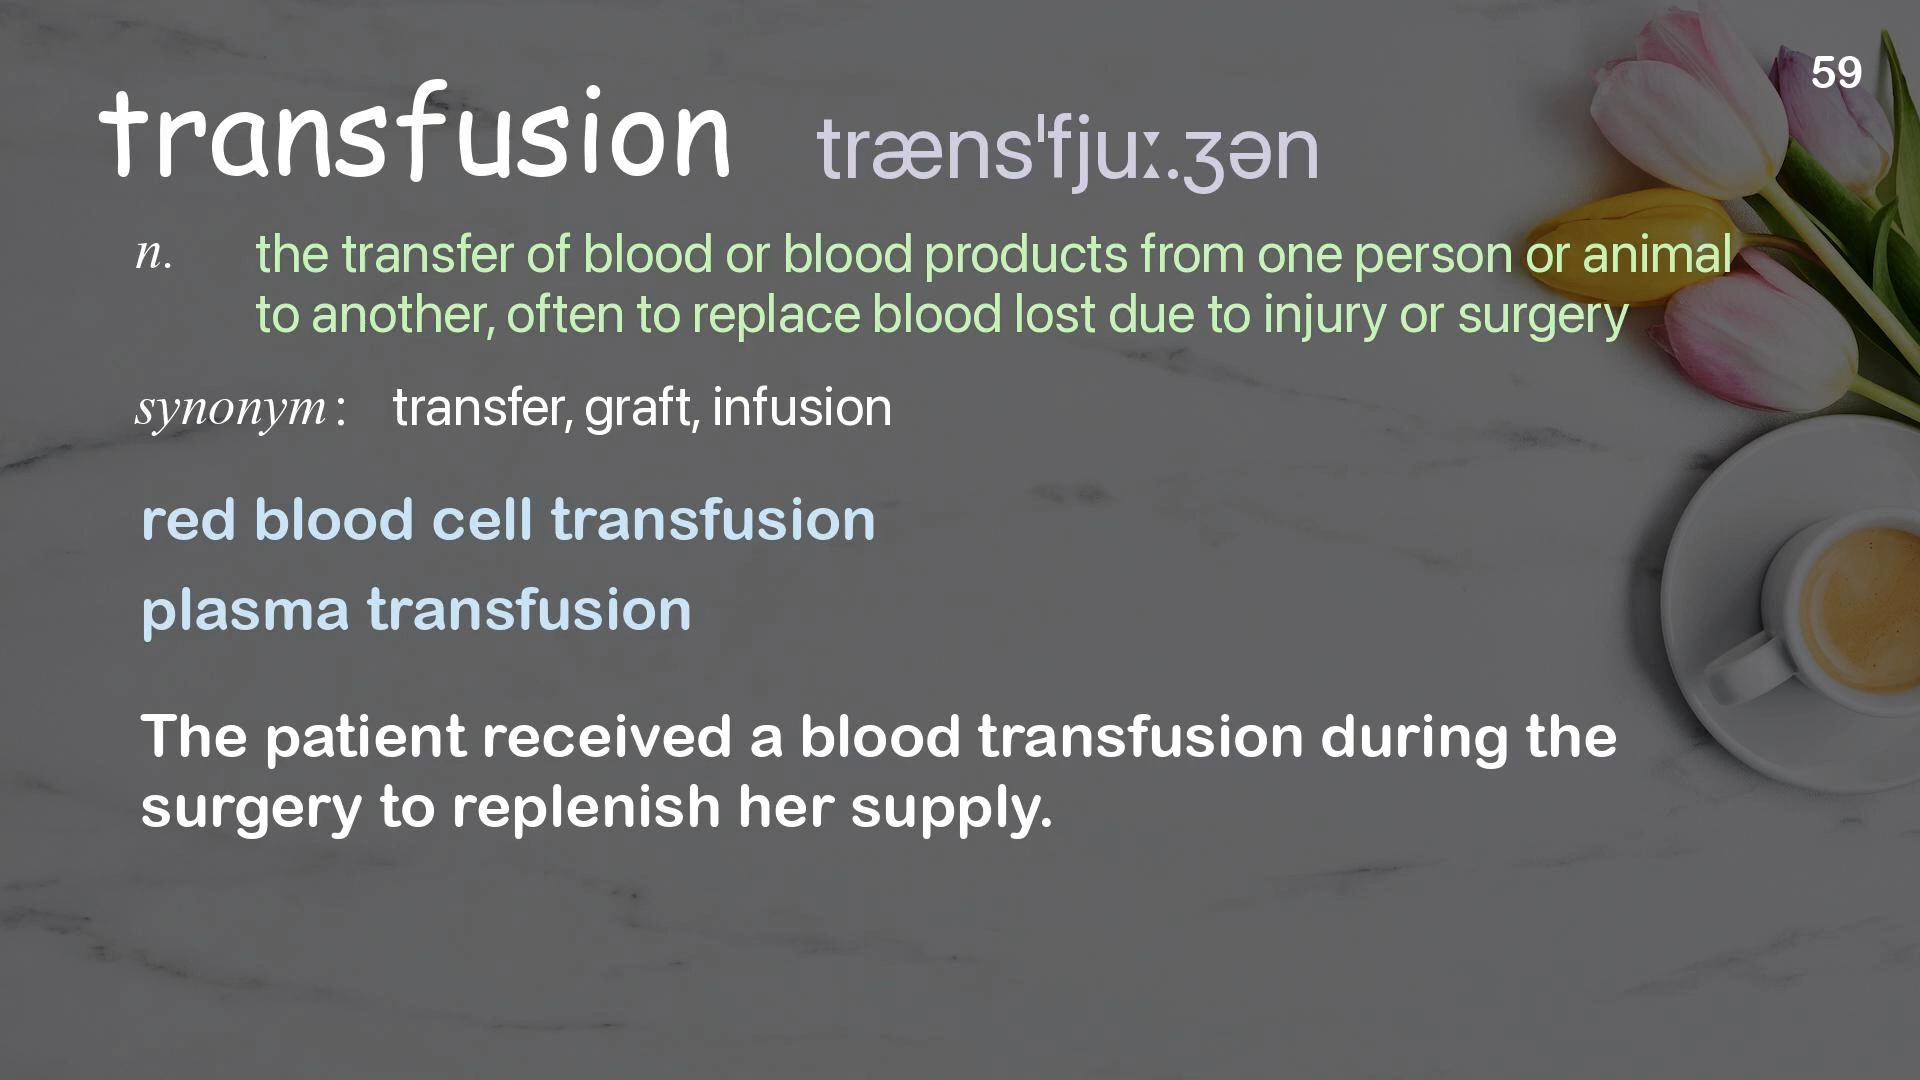 59
transfusion trænsˈfjuː.ʒən
n. the transfer of blood or blood products from one person or animal
to another, often to replace blood lost due to injury or surgery
synonym: transfer, graft, infusion
red blood cell transfusion
plasma transfusion
The patient received a blood transfusion during the
surgery to replenish her supply.